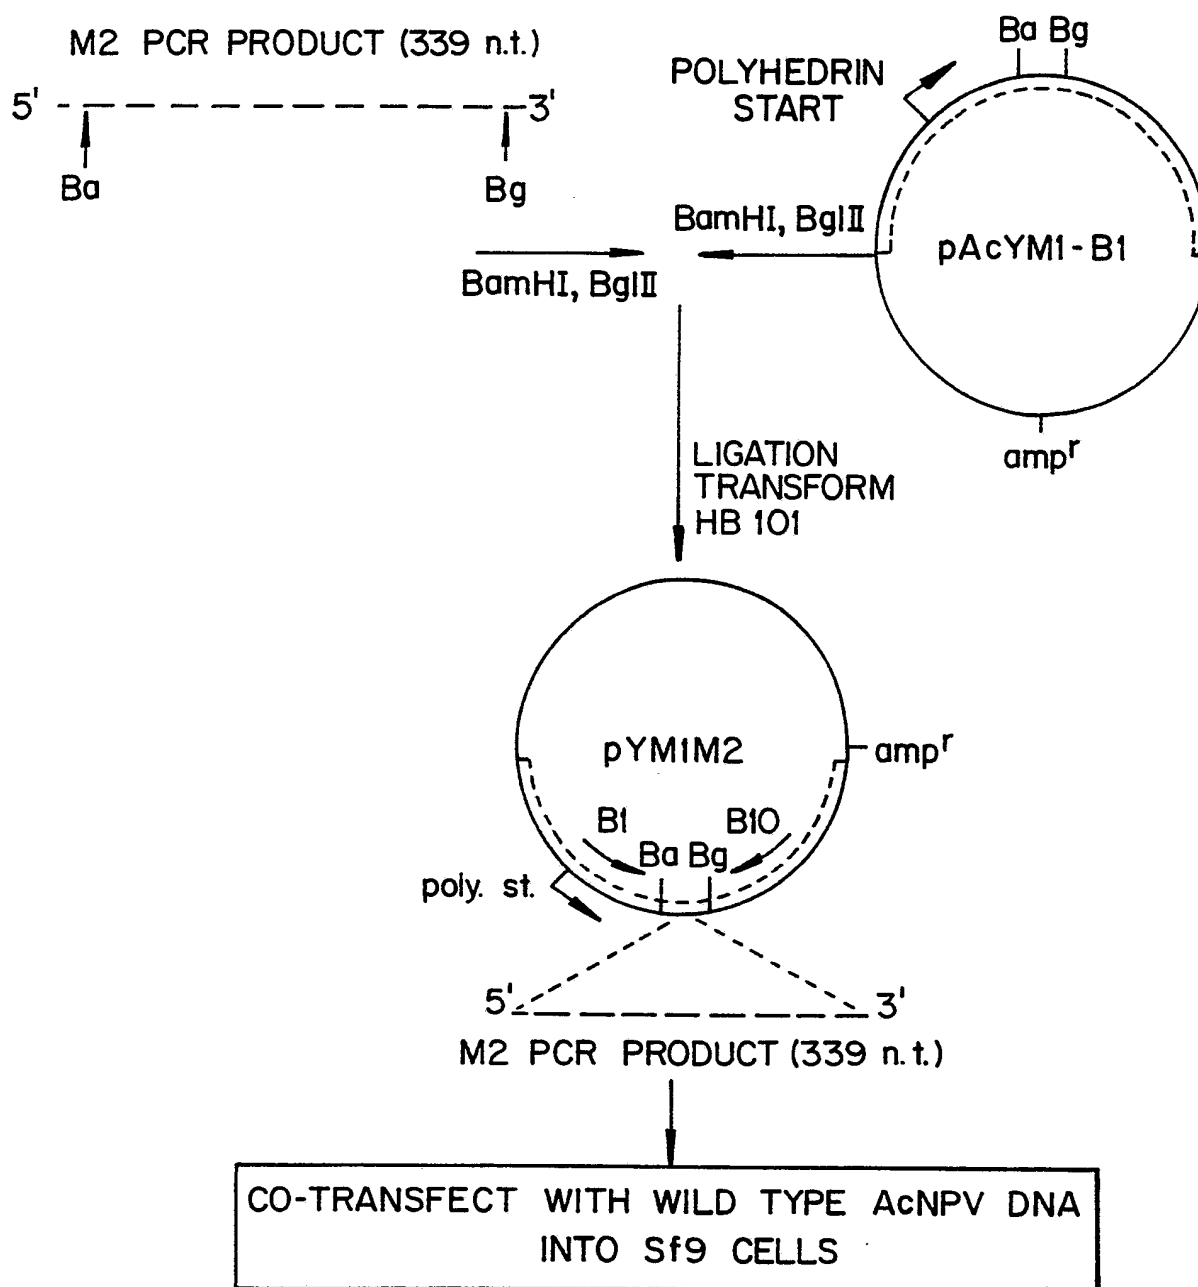 M2 PCR PRODUCT (339 n.t.)
5' 3'
Ba
Bg
Ba Bg
POLYHEDRIN
START
BamHI, BglII
BamHI, BglII
pAcYM1-B1
amp^r
LIGATION
TRANSFORM
HB 101
pYM1M2
amp^r
B1
B10
Ba Bg
poly. st.
5' 3'
M2 PCR PRODUCT (339 n.t.)
CO-TRANSFECT WITH WILD TYPE AcNPV DNA
INTO Sf9 CELLS